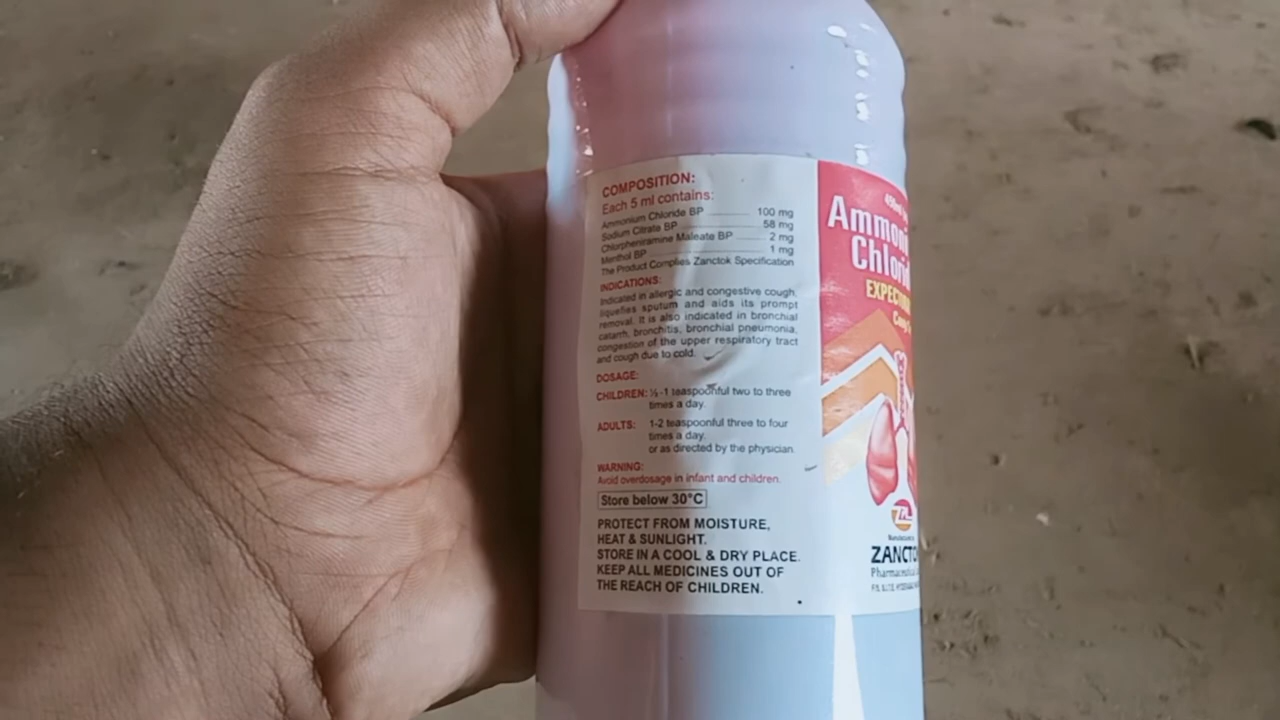 COMPOSITION:
Each 5 ml contains:
Ammonium Chloride BP 100 mg
Sodium Citrate BP 58 mg
Chlorpheniramine Maleate BP 2 mg
Menthol BP 1 mg
The Product Complies Zanctok Specification
INDICATIONS:
Indicated in allergic and congestive cough,
liquefies sputum and aids its prompt
removal. It is also indicated in bronchial
catarrh, bronchitis, bronchial pneumonia,
congestion of the upper respiratory tract
and cough due to cold.
DOSAGE:
CHILDREN: ½ -1 teaspoonful two to three
times a day.
ADULTS: 1-2 teaspoonful three to four
times a day.
or as directed by the physician.
WARNING:
Avoid overdosage in infant and children.
Store below 30°C
PROTECT FROM MOISTURE,
HEAT & SUNLIGHT.
STORE IN A COOL & DRY PLACE.
KEEP ALL MEDICINES OUT OF
THE REACH OF CHILDREN.
450ml
Ammoni
Chlorid
EXPECTOR
ZPL
Manufactured by
ZANCTO
Pharmaceutical